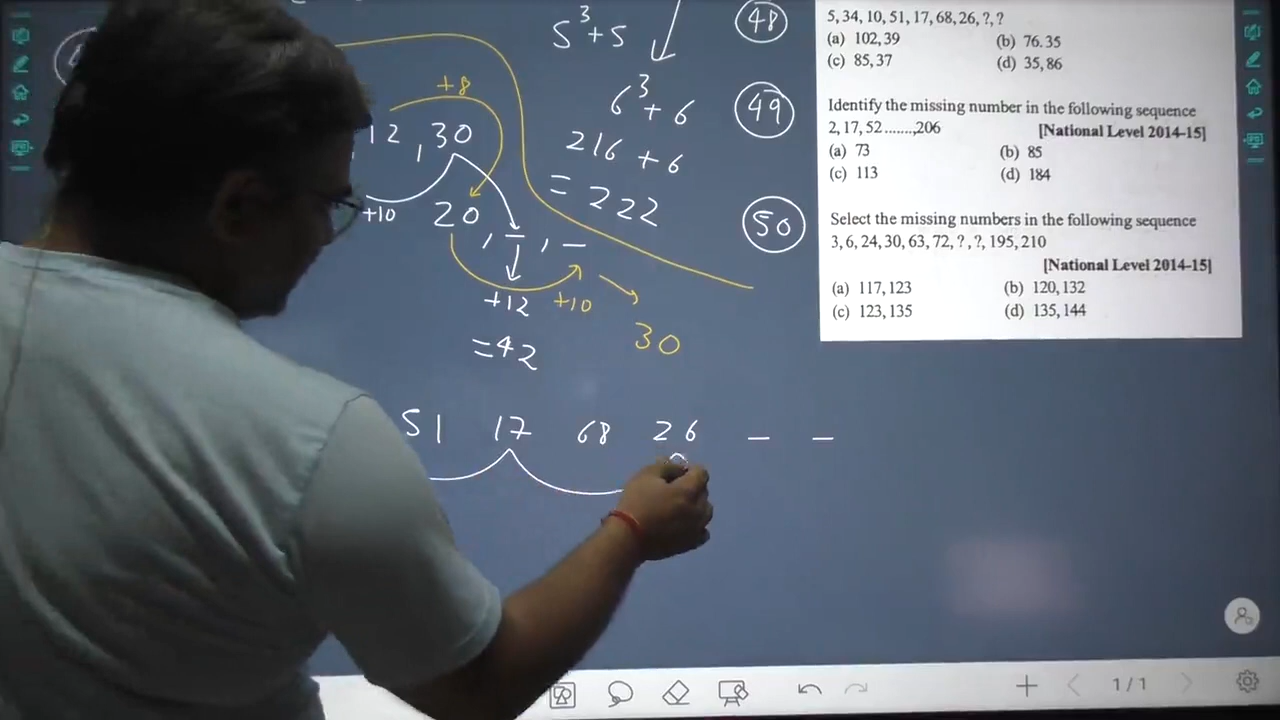 5³+5
6³+6
216+6
=222
+8
12, 30
+10
20, _, _
+12
+10
=42
30
51 17 68 26 _ _
48
5, 34, 10, 51, 17, 68, 26, ?, ?
(a) 102, 39 (b) 76. 35
(c) 85, 37 (d) 35, 86
49
Identify the missing number in the following sequence
2, 17, 52.......,206 [National Level 2014-15]
(a) 73 (b) 85
(c) 113 (d) 184
50
Select the missing numbers in the following sequence
3, 6, 24, 30, 63, 72, ? , ?, 195, 210
[National Level 2014-15]
(a) 117, 123 (b) 120, 132
(c) 123, 135 (d) 135, 144
1/1